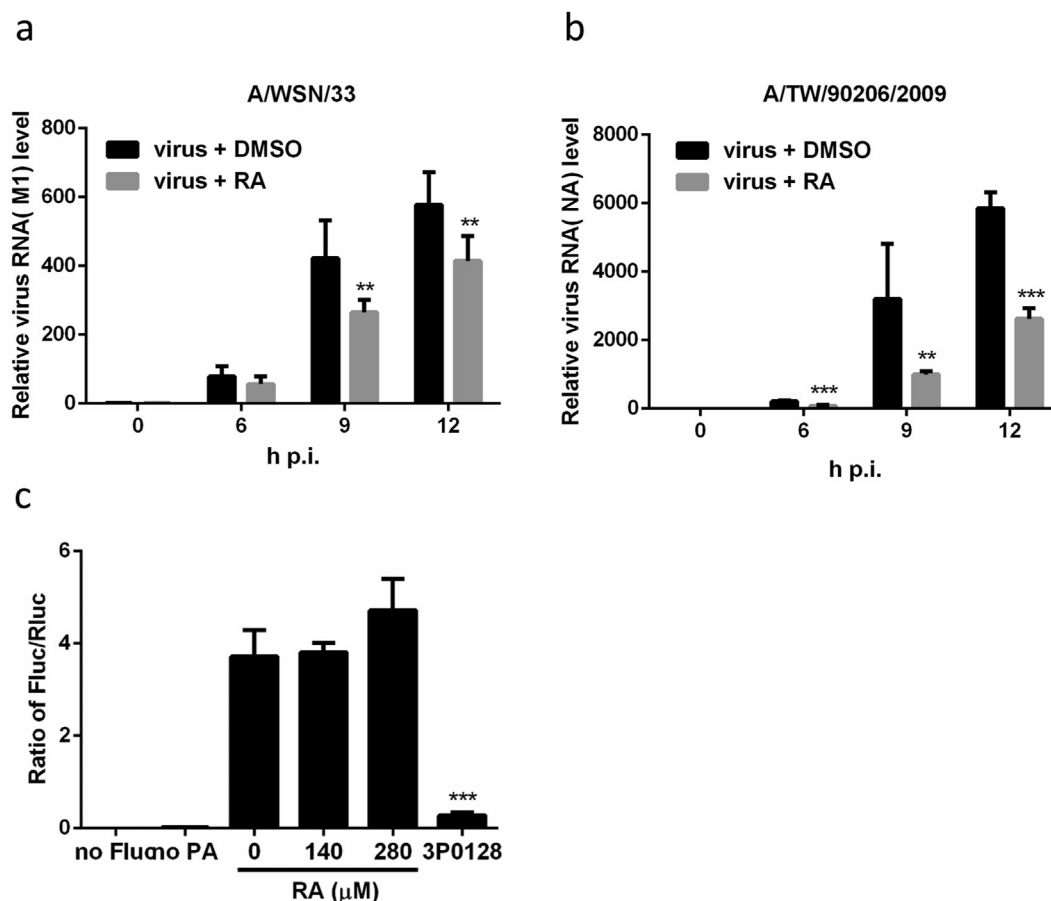 a
A/WSN/33
Relative virus RNA( M1) level
800
600
400
200
0
virus + DMSO
virus + RA
**
**
0 6 9 12
h p.i.
b
A/TW/90206/2009
Relative virus RNA( NA) level
8000
6000
4000
2000
0
virus + DMSO
virus + RA
***
**
***
0 6 9 12
h p.i.
c
Ratio of Fluc/Rluc
6
4
2
0
***
no Fluc no PA 0 140 280 3P0128
RA (μM)